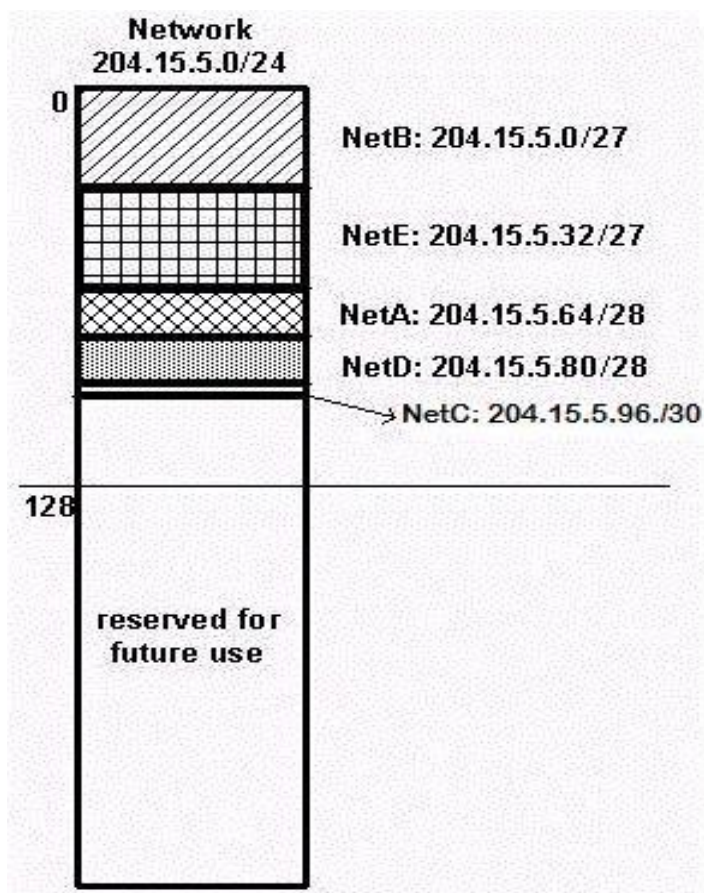 Network
204.15.5.0/24
0
NetB: 204.15.5.0/27
NetE: 204.15.5.32/27
NetA: 204.15.5.64/28
NetD: 204.15.5.80/28
NetC: 204.15.5.96./30
128
reserved for
future use